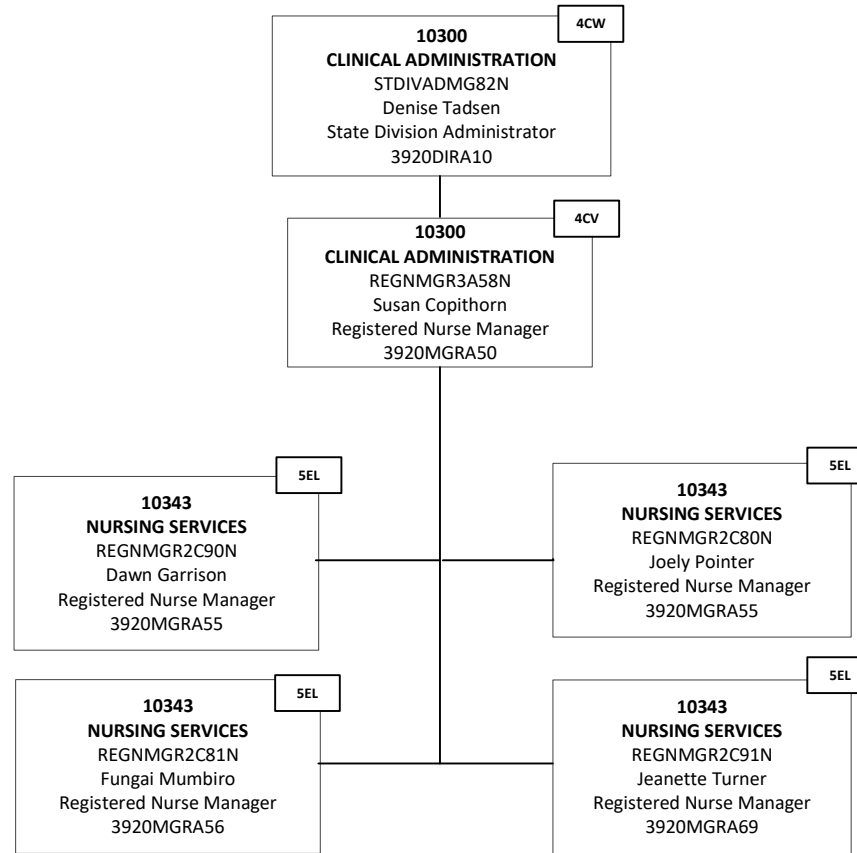 4CW
10300
CLINICAL ADMINISTRATION
STDIVADMG82N
Denise Tadsen
State Division Administrator
3920DIRA10
4CV
10300
CLINICAL ADMINISTRATION
REGNMGR3A58N
Susan Copithorn
Registered Nurse Manager
3920MGRA50
5EL
10343
NURSING SERVICES
REGNMGR2C90N
Dawn Garrison
Registered Nurse Manager
3920MGRA55
5EL
10343
NURSING SERVICES
REGNMGR2C80N
Joely Pointer
Registered Nurse Manager
3920MGRA55
5EL
10343
NURSING SERVICES
REGNMGR2C81N
Fungai Mumbiro
Registered Nurse Manager
3920MGRA56
5EL
10343
NURSING SERVICES
REGNMGR2C91N
Jeanette Turner
Registered Nurse Manager
3920MGRA69